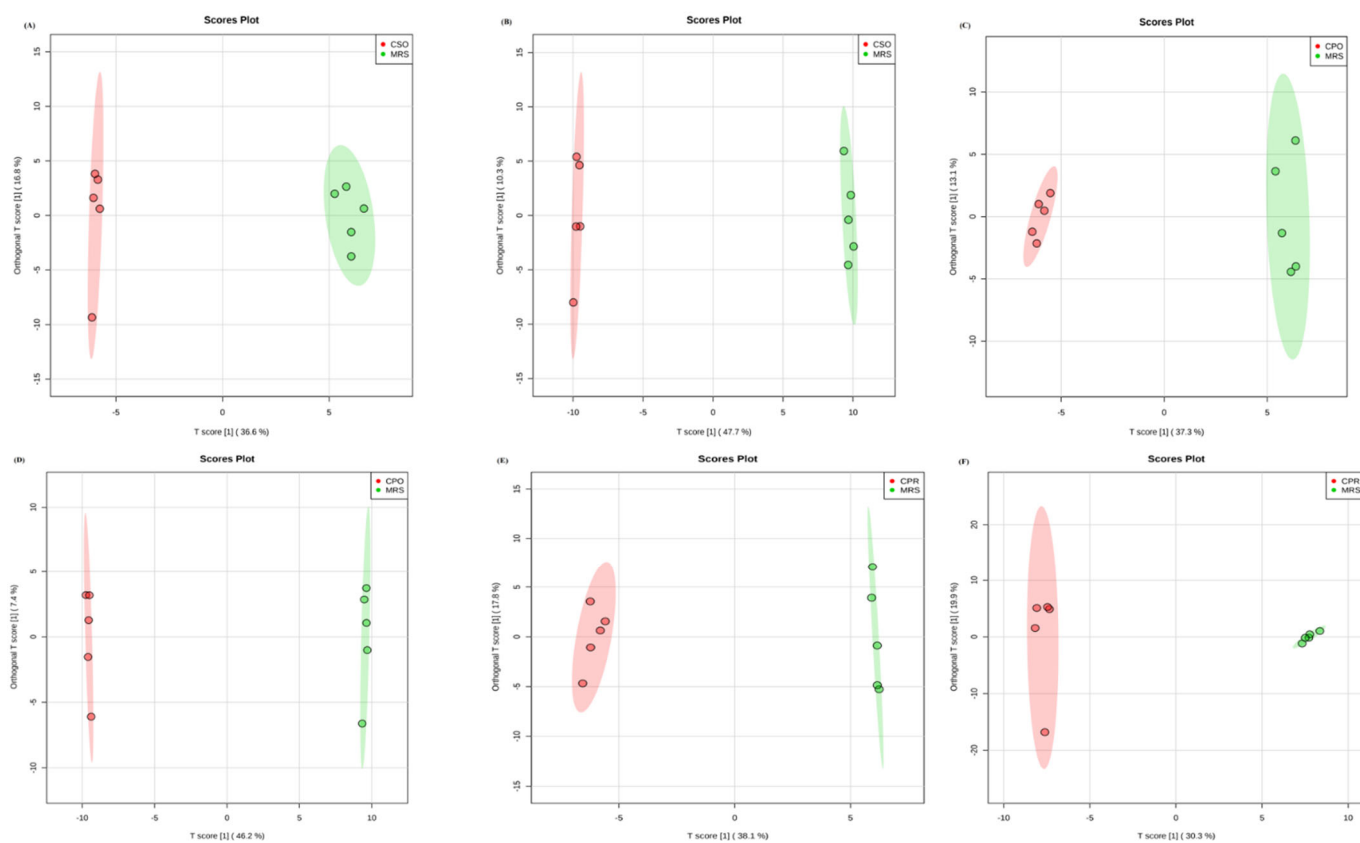 (A)
Scores Plot
CSO
MRS
15
10
5
0
-5
-10
-15
Orthogonal T score [1] ( 16.8 %)
-5
0
5
T score [1] ( 36.6 %)
(B)
Scores Plot
CSO
MRS
15
10
5
0
-5
-10
-15
Orthogonal T score [1] ( 10.3 %)
-10
-5
0
5
10
T score [1] ( 47.7 %)
(C)
Scores Plot
CPO
MRS
10
5
0
-5
-10
Orthogonal T score [1] ( 13.1 %)
-5
0
5
T score [1] ( 37.3 %)
(D)
Scores Plot
CPO
MRS
10
5
0
-5
-10
Orthogonal T score [1] ( 7.4 %)
-10
-5
0
5
10
T score [1] ( 46.2 %)
(E)
Scores Plot
CPR
MRS
15
10
5
0
-5
-10
-15
Orthogonal T score [1] ( 17.8 %)
-5
0
5
T score [1] ( 38.1 %)
(F)
Scores Plot
CPR
MRS
20
10
0
-10
-20
Orthogonal T score [1] ( 19.9 %)
-10
-5
0
5
10
T score [1] ( 30.3 %)